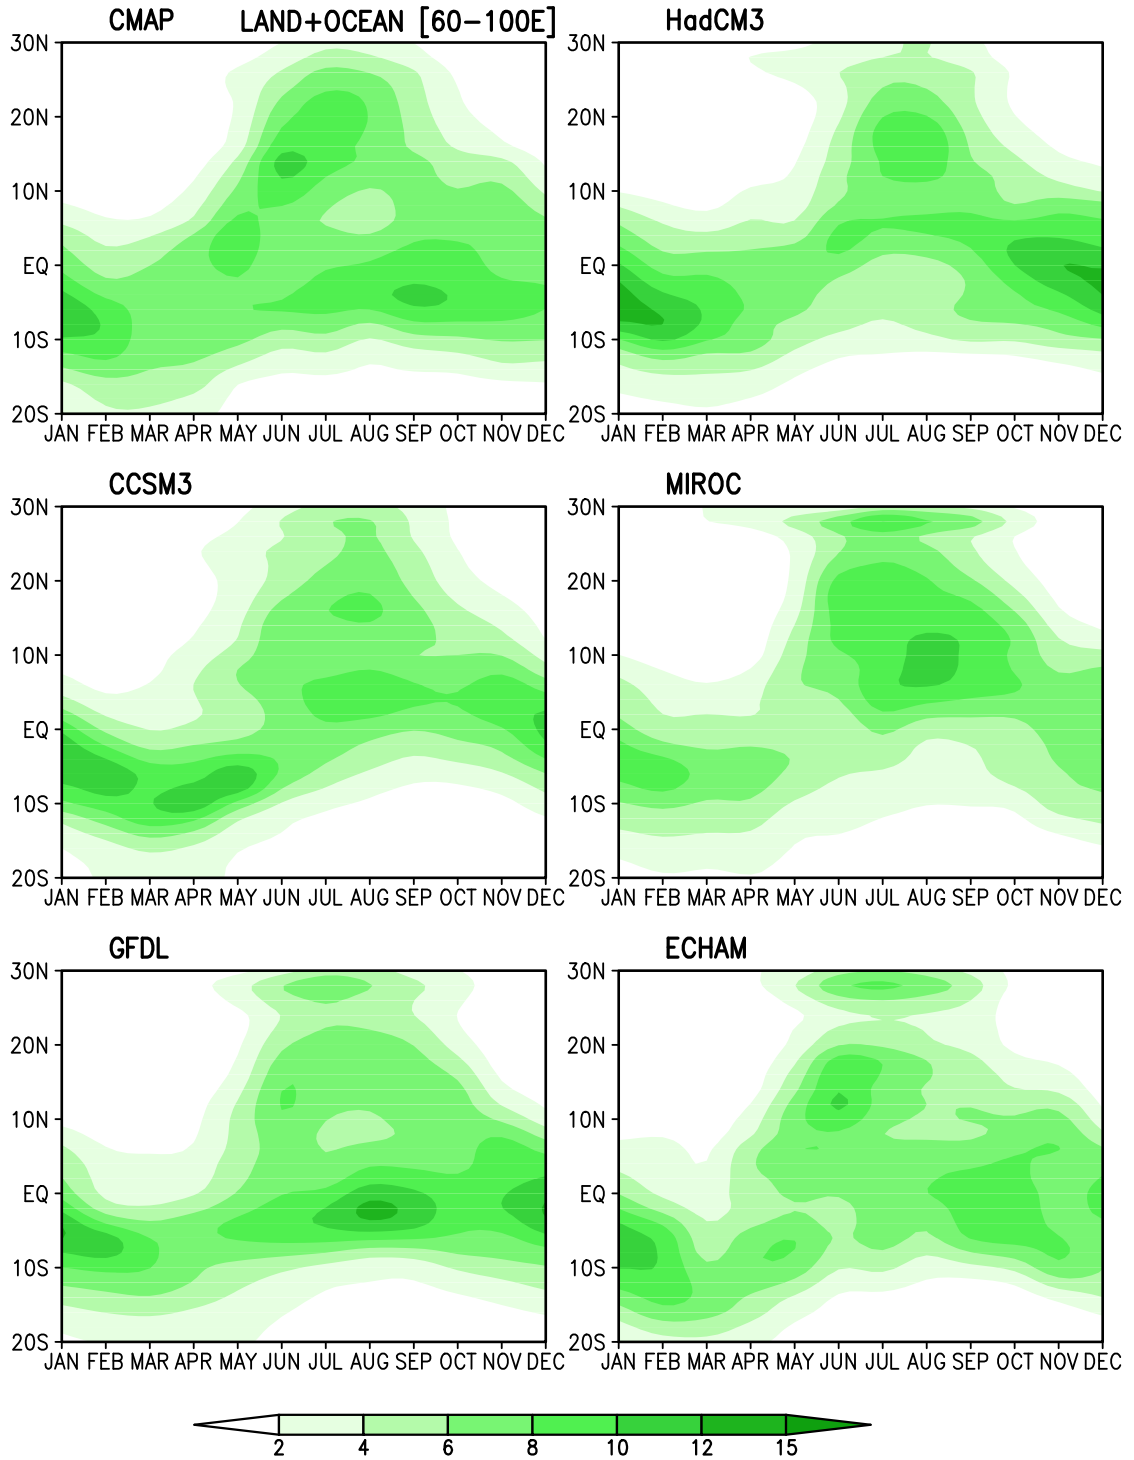 CMAP LAND+OCEAN [60-100E] HadCM3
30N 30N
20N 20N
10N 10N
EQ EQ
10S 10S
20S 20S
JAN FEB MAR APR MAY JUN JUL AUG SEP OCT NOV DEC JAN FEB MAR APR MAY JUN JUL AUG SEP OCT NOV DEC
CCSM3 MIROC
30N 30N
20N 20N
10N 10N
EQ EQ
10S 10S
20S 20S
JAN FEB MAR APR MAY JUN JUL AUG SEP OCT NOV DEC JAN FEB MAR APR MAY JUN JUL AUG SEP OCT NOV DEC
GFDL ECHAM
30N 30N
20N 20N
10N 10N
EQ EQ
10S 10S
20S 20S
JAN FEB MAR APR MAY JUN JUL AUG SEP OCT NOV DEC JAN FEB MAR APR MAY JUN JUL AUG SEP OCT NOV DEC
2 4 6 8 10 12 15